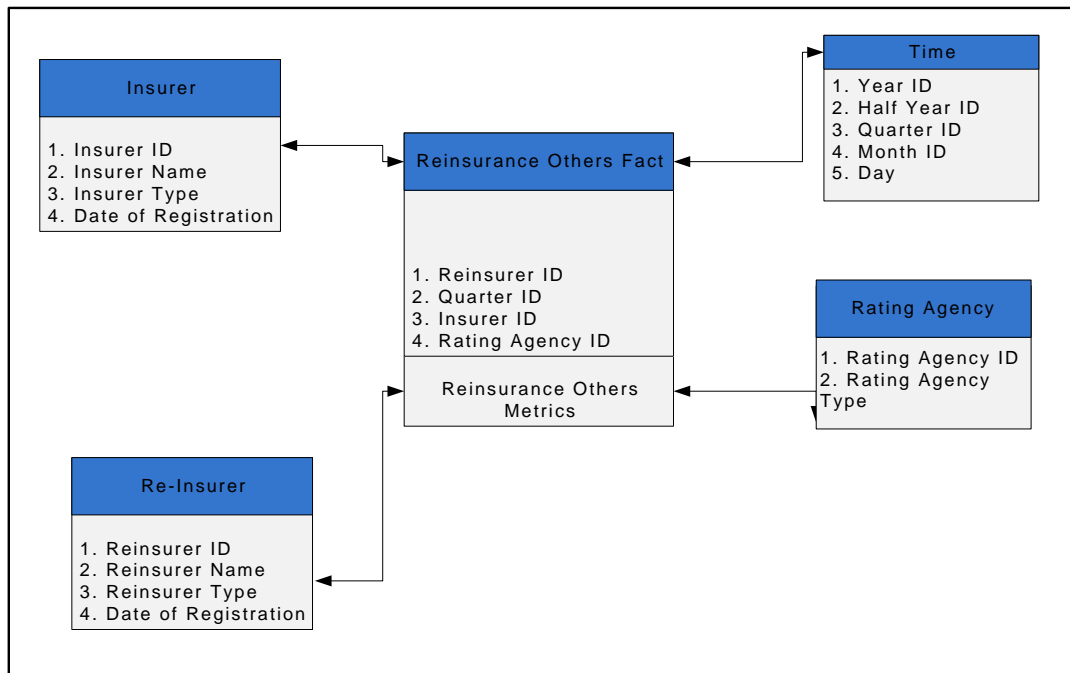 Insurer
1. Insurer ID
2. Insurer Name
3. Insurer Type
4. Date of Registration
Reinsurance Others Fact
1. Reinsurer ID
2. Quarter ID
3. Insurer ID
4. Rating Agency ID
Reinsurance Others
Metrics
Time
1. Year ID
2. Half Year ID
3. Quarter ID
4. Month ID
5. Day
Rating Agency
1. Rating Agency ID
2. Rating Agency
Type
Re-Insurer
1. Reinsurer ID
2. Reinsurer Name
3. Reinsurer Type
4. Date of Registration